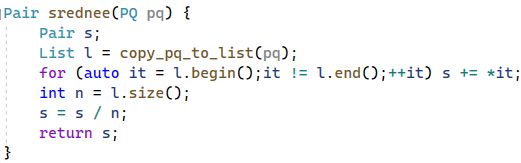 Pair srednee(PQ pq) {
    Pair s;
    List l = copy_pq_to_list(pq);
    for (auto it = l.begin();it != l.end();++it) s += *it;
    int n = l.size();
    s = s / n;
    return s;
}